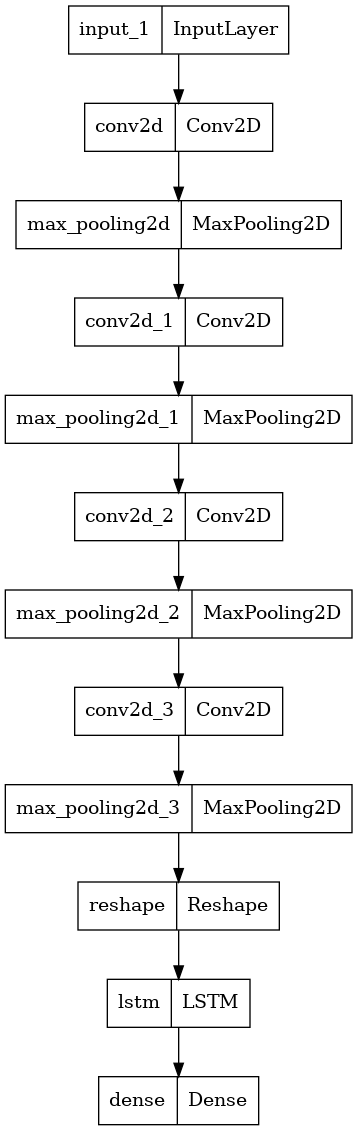 input_1 InputLayer
conv2d Conv2D
max_pooling2d MaxPooling2D
conv2d_1 Conv2D
max_pooling2d_1 MaxPooling2D
conv2d_2 Conv2D
max_pooling2d_2 MaxPooling2D
conv2d_3 Conv2D
max_pooling2d_3 MaxPooling2D
reshape Reshape
lstm LSTM
dense Dense